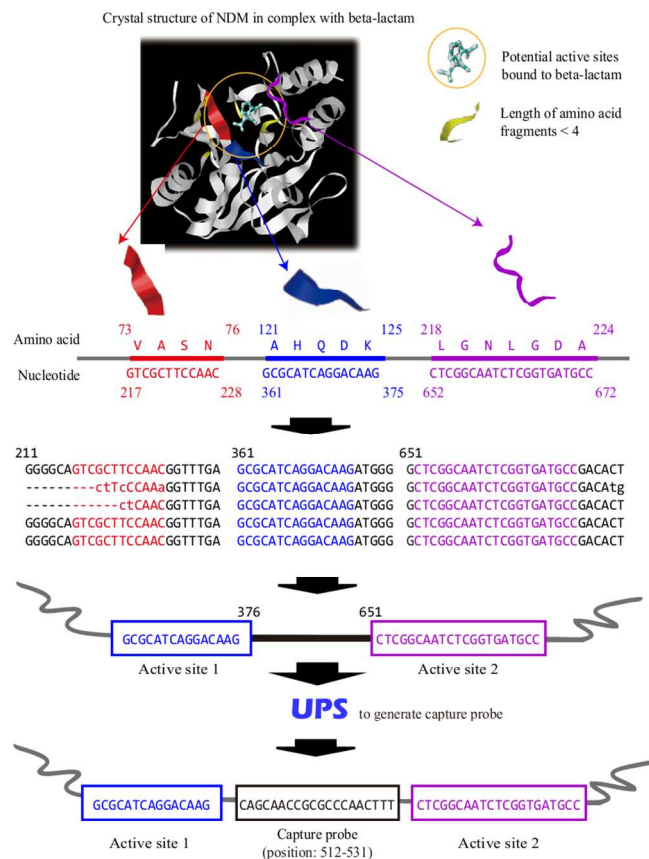 Crystal structure of NDM in complex with beta-lactam
Potential active sites
bound to beta-lactam
Length of amino acid
fragments < 4
73 76 121 125 218 224
Amino acid V A S N A H Q D K L G N L G D A
Nucleotide GTCGCTTCCAAC GCGCATCAGGACAAG CTCGGCAATCTCGGTGATGCC
217 228 361 375 652 672
211 361 651
GGGGCAGTCGCTTCCAACGGTTTGA GCGCATCAGGACAAGATGGG GCTCGGCAATCTCGGTGATGCCGACACT
---------ctTcCCAAaGGTTTGA GCGCATCAGGACAAGATGGG GCTCGGCAATCTCGGTGATGCCGACAtg
------------ctCAACGGTTTGA GCGCATCAGGACAAGATGGG GCTCGGCAATCTCGGTGATGCCGACACT
GGGGCAGTCGCTTCCAACGGTTTGA GCGCATCAGGACAAGATGGG GCTCGGCAATCTCGGTGATGCCGACACT
GGGGCAGTCGCTTCCAACGGTTTGA GCGCATCAGGACAAGATGGG GCTCGGCAATCTCGGTGATGCCGACACT
376 651
GCGCATCAGGACAAG CTCGGCAATCTCGGTGATGCC
Active site 1 Active site 2
UPS to generate capture probe
GCGCATCAGGACAAG CAGCAACCGCGCCCAACTTT CTCGGCAATCTCGGTGATGCC
Active site 1 Capture probe Active site 2
(position: 512-531)